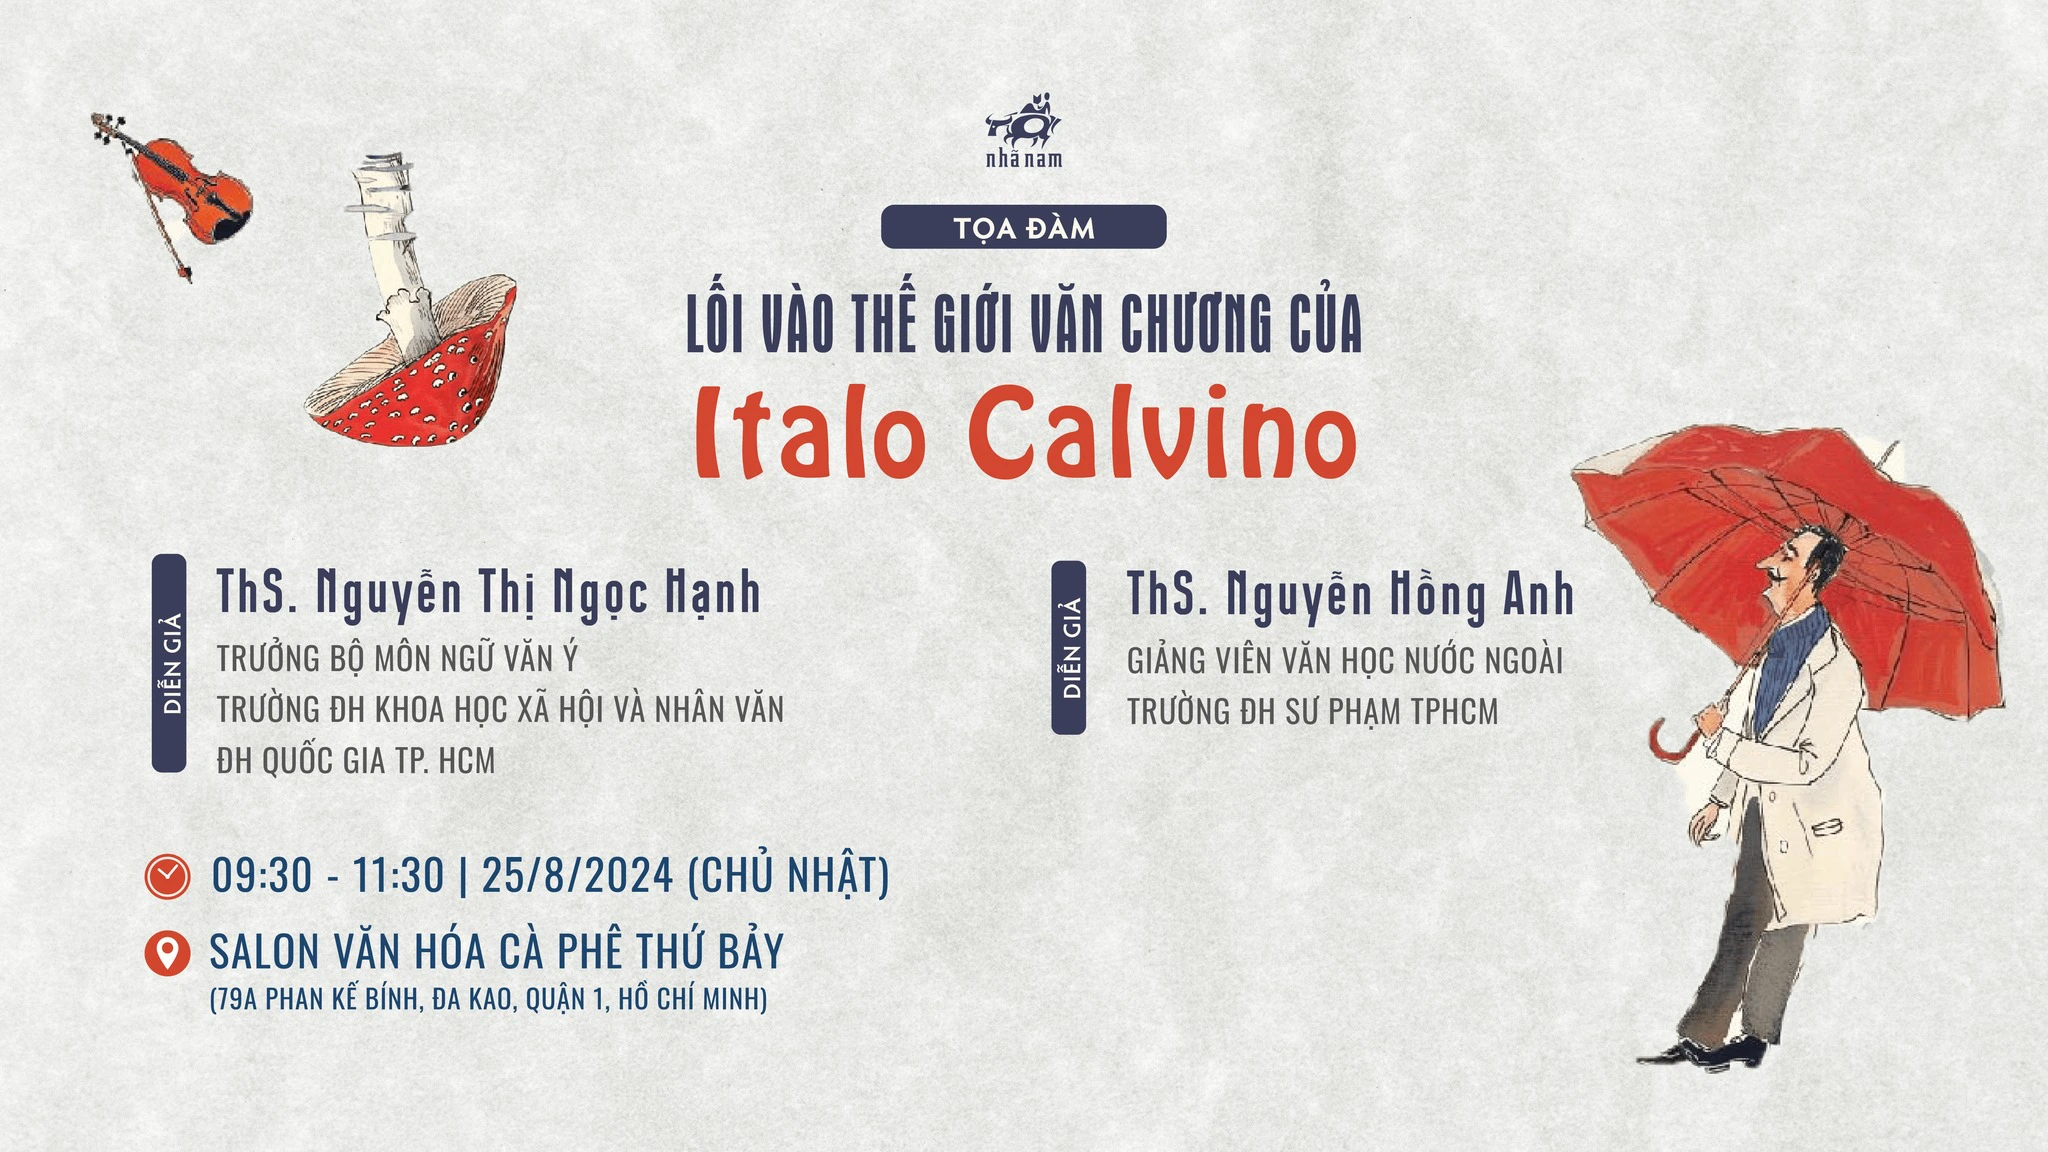 nhã nam
TỌA ĐÀM
LỐI VÀO THẾ GIỚI VĂN CHƯƠNG CỦA
Italo Calvino
DIỄN GIẢ
ThS. Nguyễn Thị Ngọc Hạnh
TRƯỞNG BỘ MÔN NGỮ VĂN Ý
TRƯỜNG ĐH KHOA HỌC XÃ HỘI VÀ NHÂN VĂN
ĐH QUỐC GIA TP. HCM
DIỄN GIẢ
ThS. Nguyễn Hồng Anh
GIẢNG VIÊN VĂN HỌC NƯỚC NGOÀI
TRƯỜNG ĐH SƯ PHẠM TPHCM
09:30 - 11:30 | 25/8/2024 (CHỦ NHẬT)
SALON VĂN HÓA CÀ PHÊ THỨ BẢY
(79A PHAN KẾ BÍNH, ĐA KAO, QUẬN 1, HỒ CHÍ MINH)